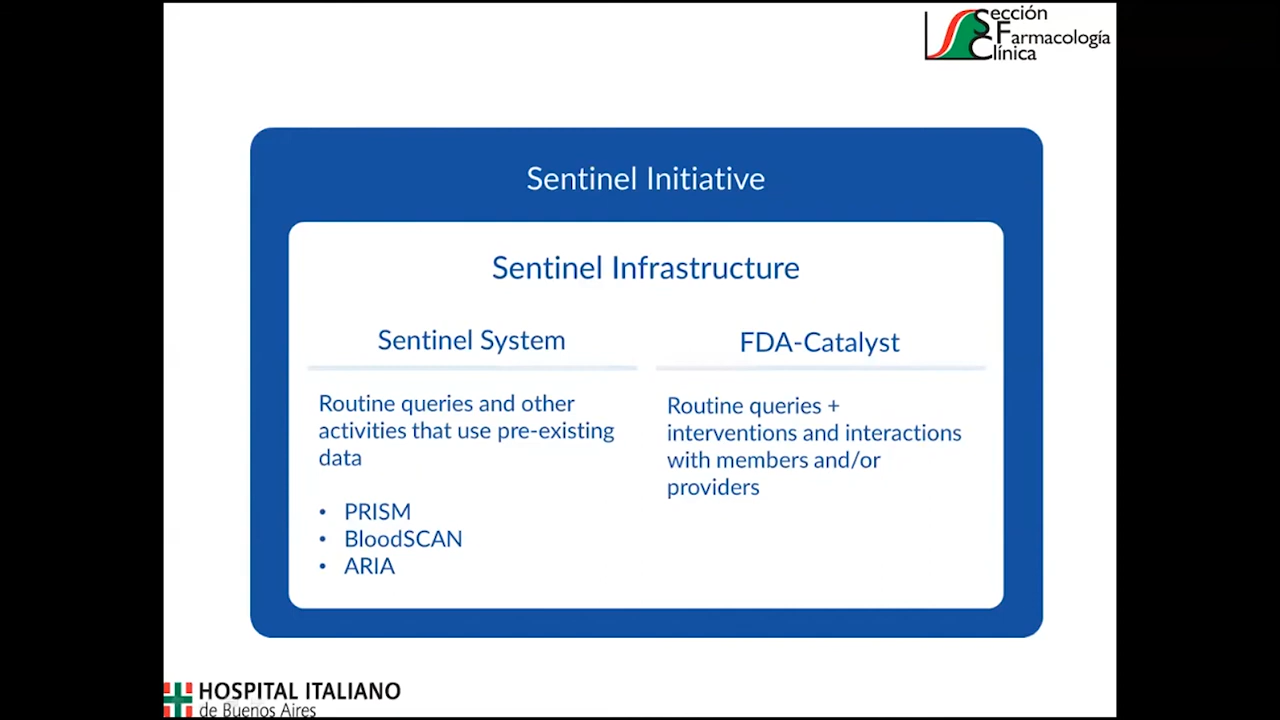 Sección
Farmacología
Clínica
Sentinel Initiative
Sentinel Infrastructure
Sentinel System
Routine queries and other
activities that use pre-existing
data
• PRISM
• BloodSCAN
• ARIA
FDA-Catalyst
Routine queries +
interventions and interactions
with members and/or
providers
HOSPITAL ITALIANO
de Buenos Aires